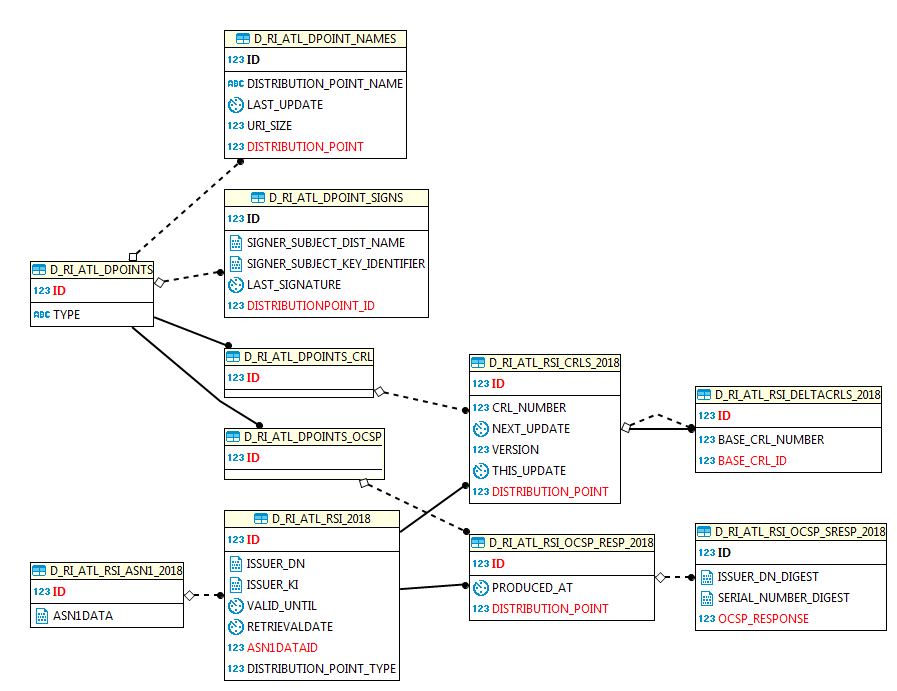 D_RI_ATL_DPOINT_NAMES
123 ID
ABC DISTRIBUTION_POINT_NAME
LAST_UPDATE
123 URI_SIZE
123 DISTRIBUTION_POINT
D_RI_ATL_DPOINT_SIGNS
123 ID
SIGNER_SUBJECT_DIST_NAME
SIGNER_SUBJECT_KEY_IDENTIFIER
LAST_SIGNATURE
123 DISTRIBUTIONPOINT_ID
D_RI_ATL_DPOINTS
123 ID
ABC TYPE
D_RI_ATL_DPOINTS_CRL
123 ID
D_RI_ATL_DPOINTS_OCSP
123 ID
D_RI_ATL_RSI_CRLS_2018
123 ID
123 CRL_NUMBER
NEXT_UPDATE
123 VERSION
THIS_UPDATE
123 DISTRIBUTION_POINT
D_RI_ATL_RSI_DELTACRLS_2018
123 ID
123 BASE_CRL_NUMBER
123 BASE_CRL_ID
D_RI_ATL_RSI_2018
123 ID
ISSUER_DN
ISSUER_KI
VALID_UNTIL
RETRIEVALDATE
123 ASN1DATAID
123 DISTRIBUTION_POINT_TYPE
D_RI_ATL_RSI_ASN1_2018
123 ID
ASN1DATA
D_RI_ATL_RSI_OCSP_RESP_2018
123 ID
PRODUCED_AT
123 DISTRIBUTION_POINT
D_RI_ATL_RSI_OCSP_SRESP_2018
123 ID
ISSUER_DN_DIGEST
SERIAL_NUMBER_DIGEST
123 OCSP_RESPONSE